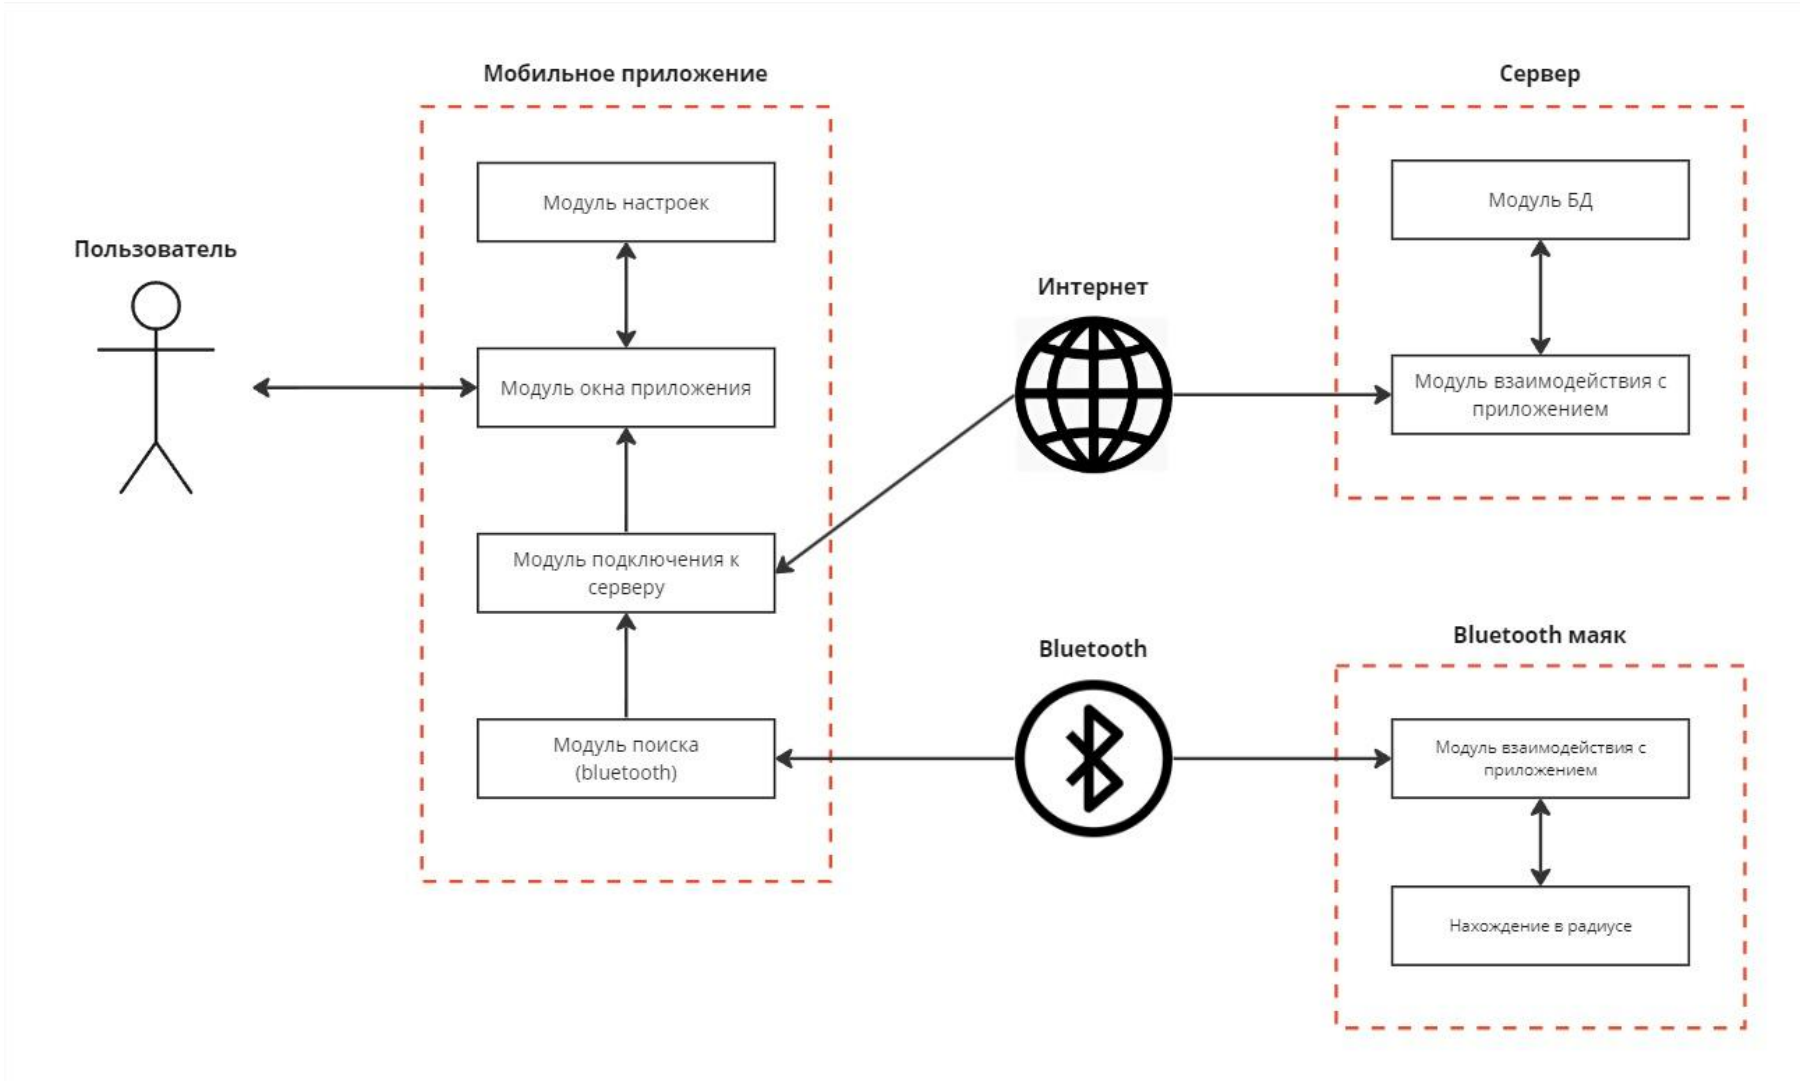 Мобильное приложение
Сервер
Модуль настроек
Модуль БД
Пользователь
Интернет
Модуль окна приложения
Модуль взаимодействия с
приложением
Модуль подключения к
серверу
Bluetooth
Bluetooth маяк
Модуль поиска
(bluetooth)
Модуль взаимодействия с
приложением
Нахождение в радиусе